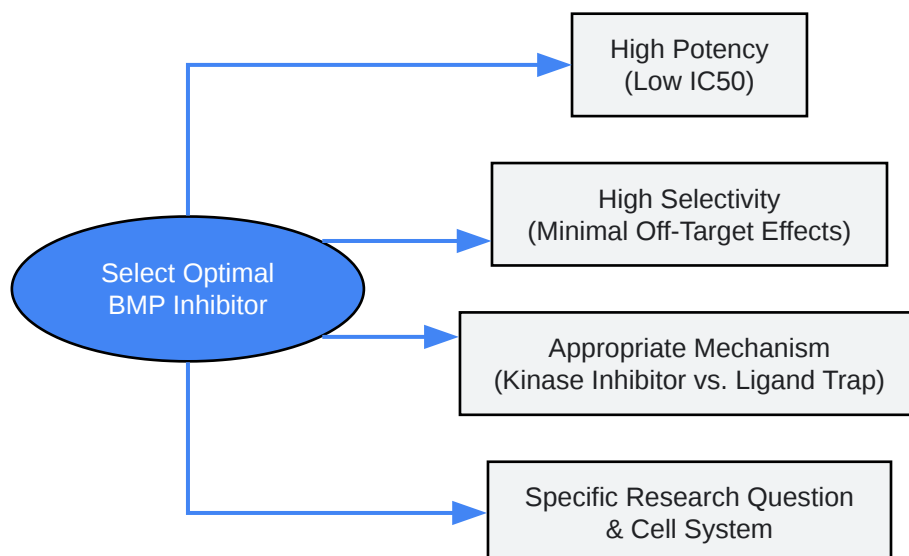 High Potency
(Low IC50)
High Selectivity
(Minimal Off-Target Effects)
Select Optimal
BMP Inhibitor
Appropriate Mechanism
(Kinase Inhibitor vs. Ligand Trap)
Specific Research Question
& Cell System